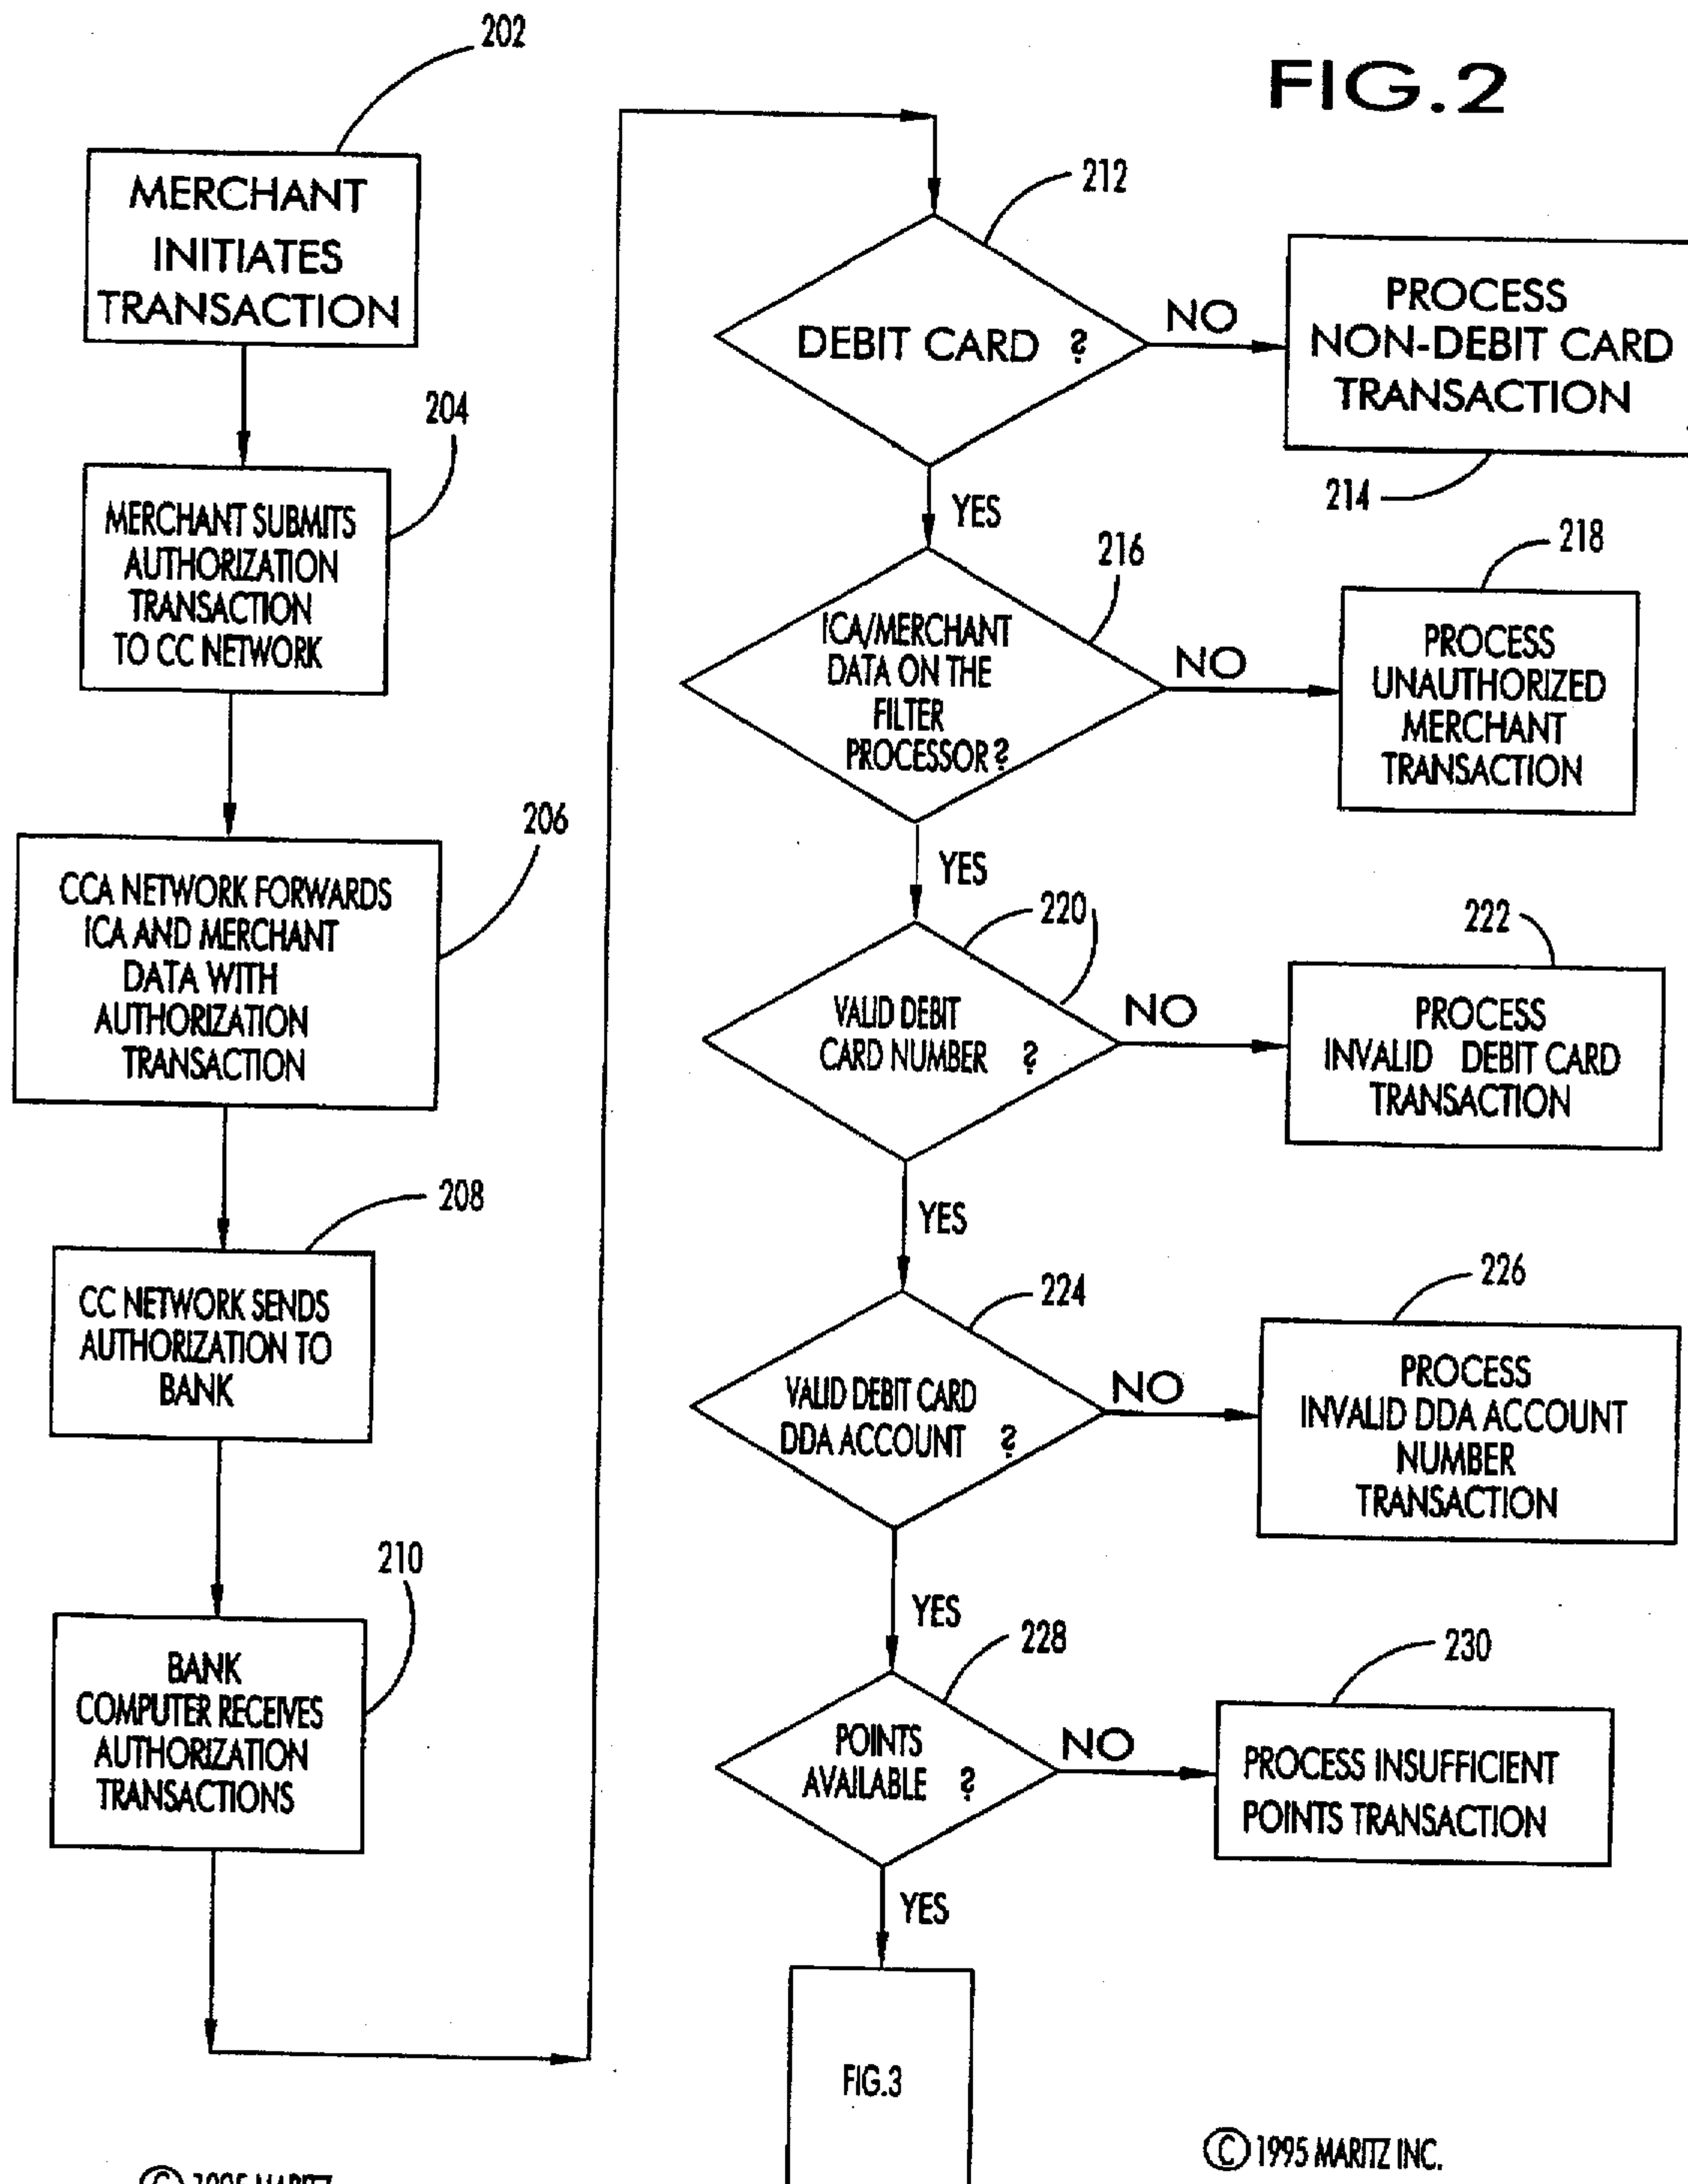 FIG.2
202
MERCHANT
INITIATES
TRANSACTION
204
MERCHANT SUBMITS
AUTHORIZATION
TRANSACTION
TO CC NETWORK
206
CCA NETWORK FORWARDS
ICA AND MERCHANT
DATA WITH
AUTHORIZATION
TRANSACTION
208
CC NETWORK SENDS
AUTHORIZATION TO
BANK
210
BANK
COMPUTER RECEIVES
AUTHORIZATION
TRANSACTIONS
212
DEBIT CARD ?
NO
PROCESS
NON-DEBIT CARD
TRANSACTION
214
YES
216
ICA/MERCHANT
DATA ON THE
FILTER
PROCESSOR?
NO
218
PROCESS
UNAUTHORIZED
MERCHANT
TRANSACTION
YES
220
VALID DEBIT
CARD NUMBER ?
NO
222
PROCESS
INVALID DEBIT CARD
TRANSACTION
YES
224
VALID DEBIT CARD
DDA ACCOUNT ?
NO
226
PROCESS
INVALID DDA ACCOUNT
NUMBER
TRANSACTION
YES
228
POINTS
AVAILABLE ?
NO
230
PROCESS INSUFFICIENT
POINTS TRANSACTION
YES
FIG.3
© 1995 MARITZ INC.
© 1995 MARITZ